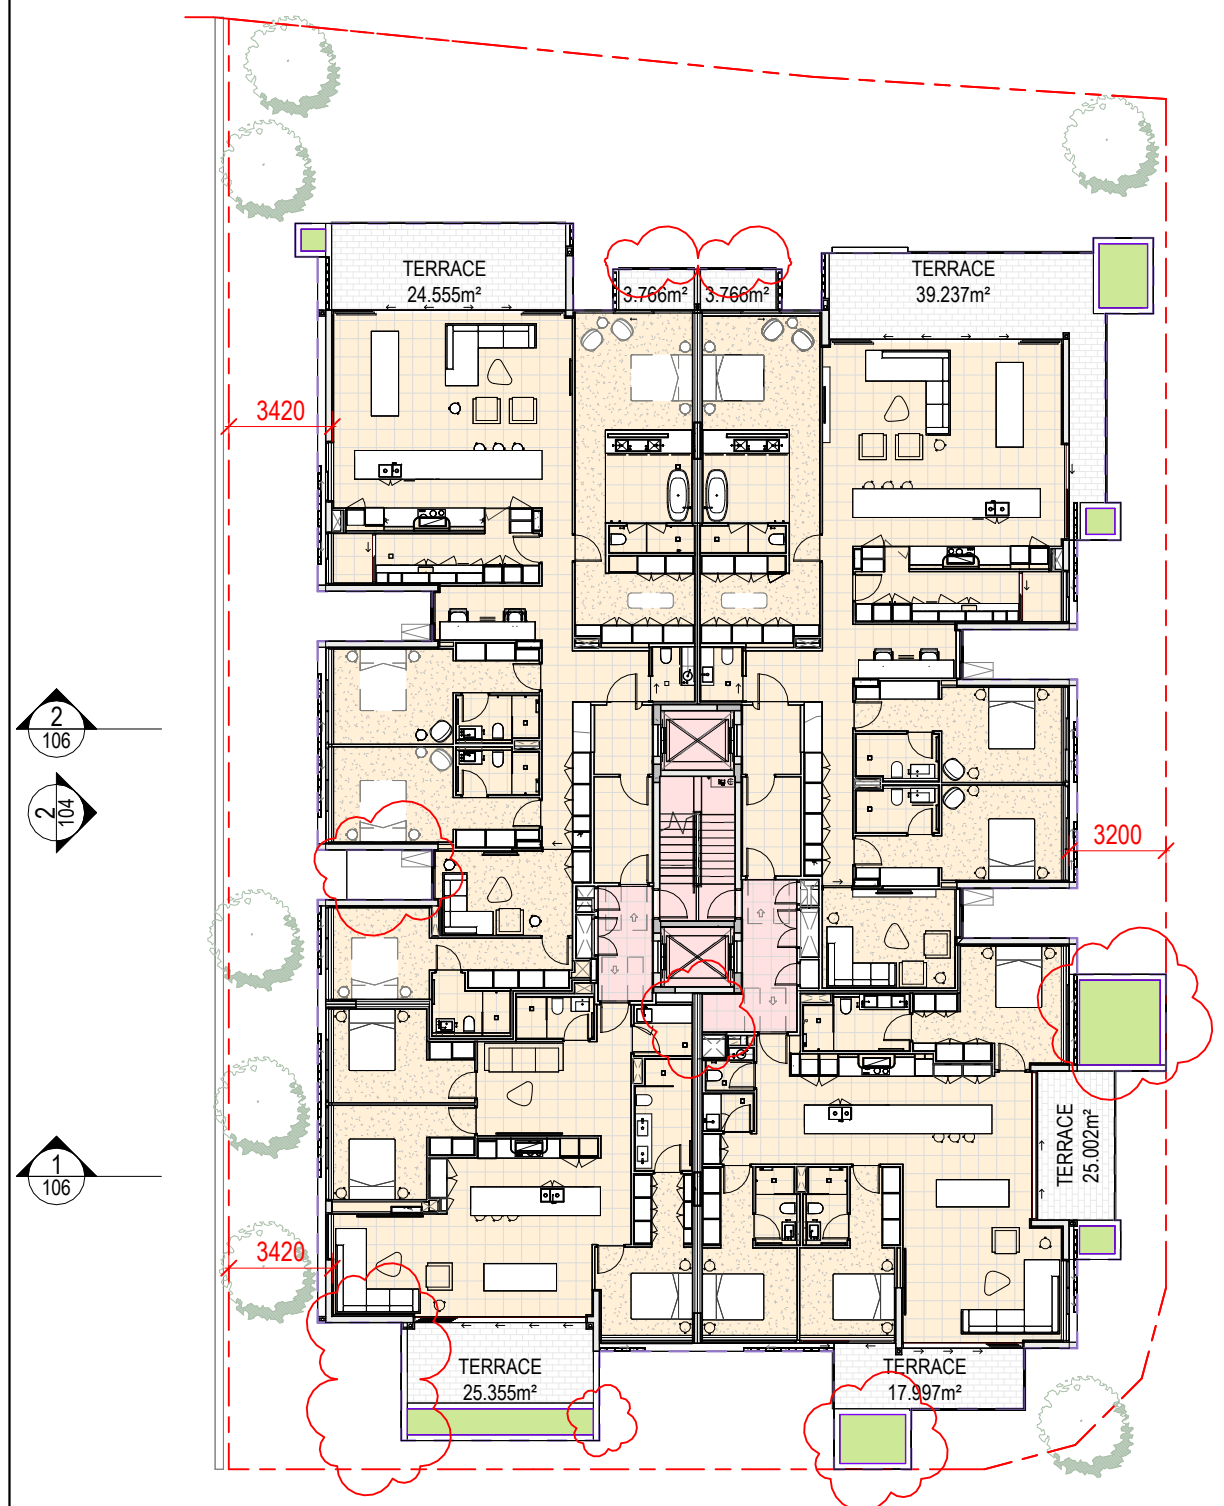 TERRACE
24.555m²
3.766m² 3.766m²
TERRACE
39.237m²
3420
2
106
2
104
3200
TERRACE
25.002m²
1
106
3420
TERRACE
25.355m²
TERRACE
17.997m²